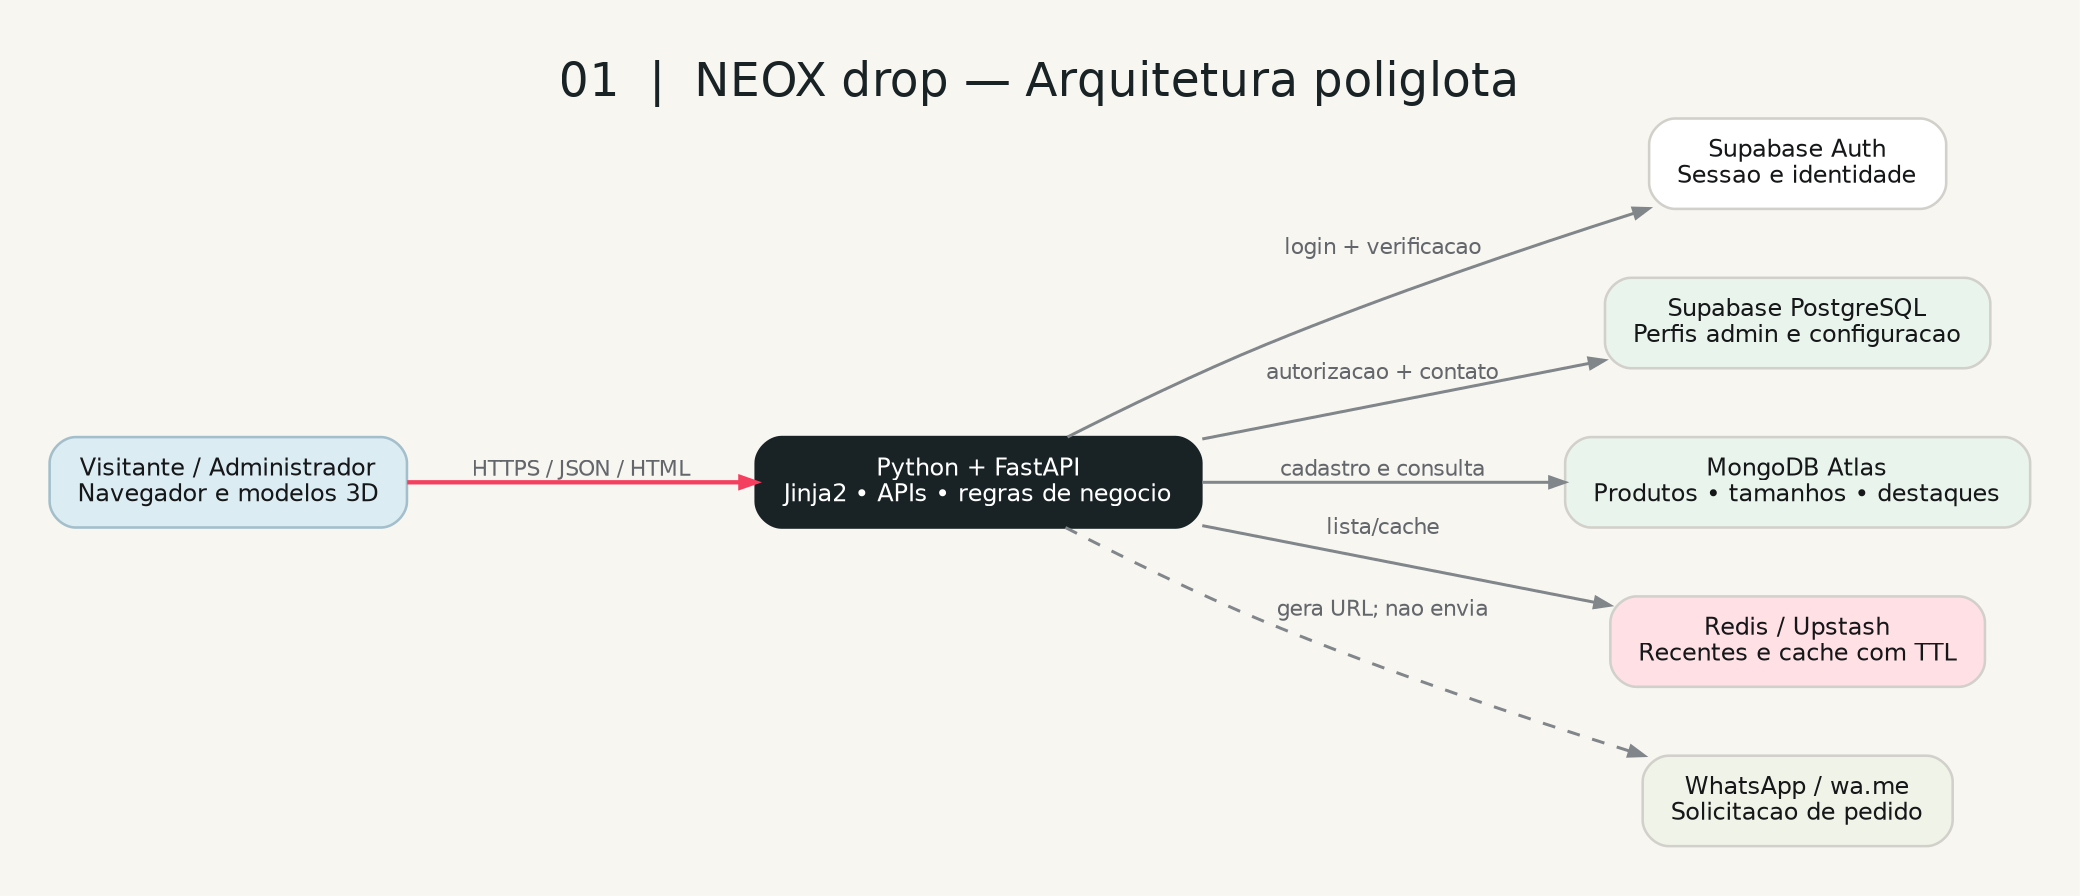 01 | NEOX drop — Arquitetura poliglota
Supabase Auth
Sessao e identidade
login + verificacao
Supabase PostgreSQL
Perfis admin e configuracao
autorizacao + contato
Visitante / Administrador
Navegador e modelos 3D
HTTPS / JSON / HTML
Python + FastAPI
Jinja2 • APIs • regras de negocio
cadastro e consulta
MongoDB Atlas
Produtos • tamanhos • destaques
lista/cache
gera URL; nao envia
Redis / Upstash
Recentes e cache com TTL
WhatsApp / wa.me
Solicitacao de pedido